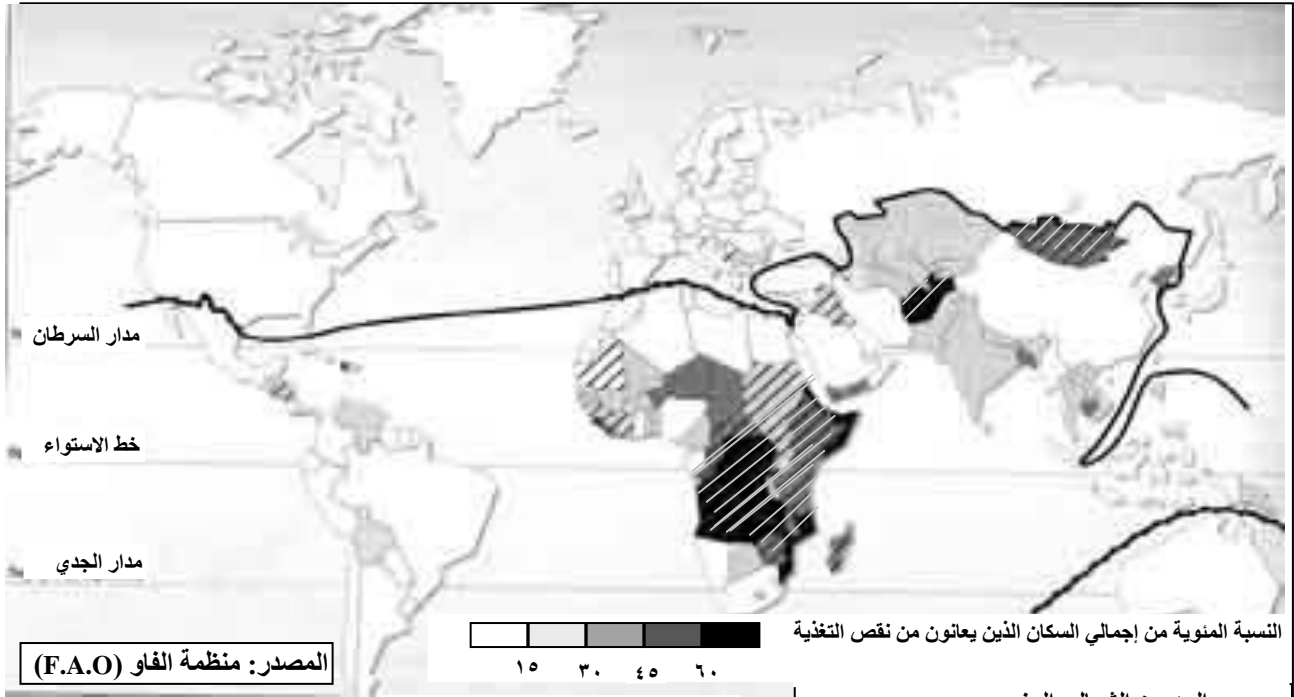 مدار السرطان
خط الاستواء
مدار الجدي
النسبة المئوية من إجمالي السكان الذين يعانون من نقص التغذية
١٥ ٣٠ ٤٥ ٦٠
المصدر: منظمة الفاو (F.A.O)